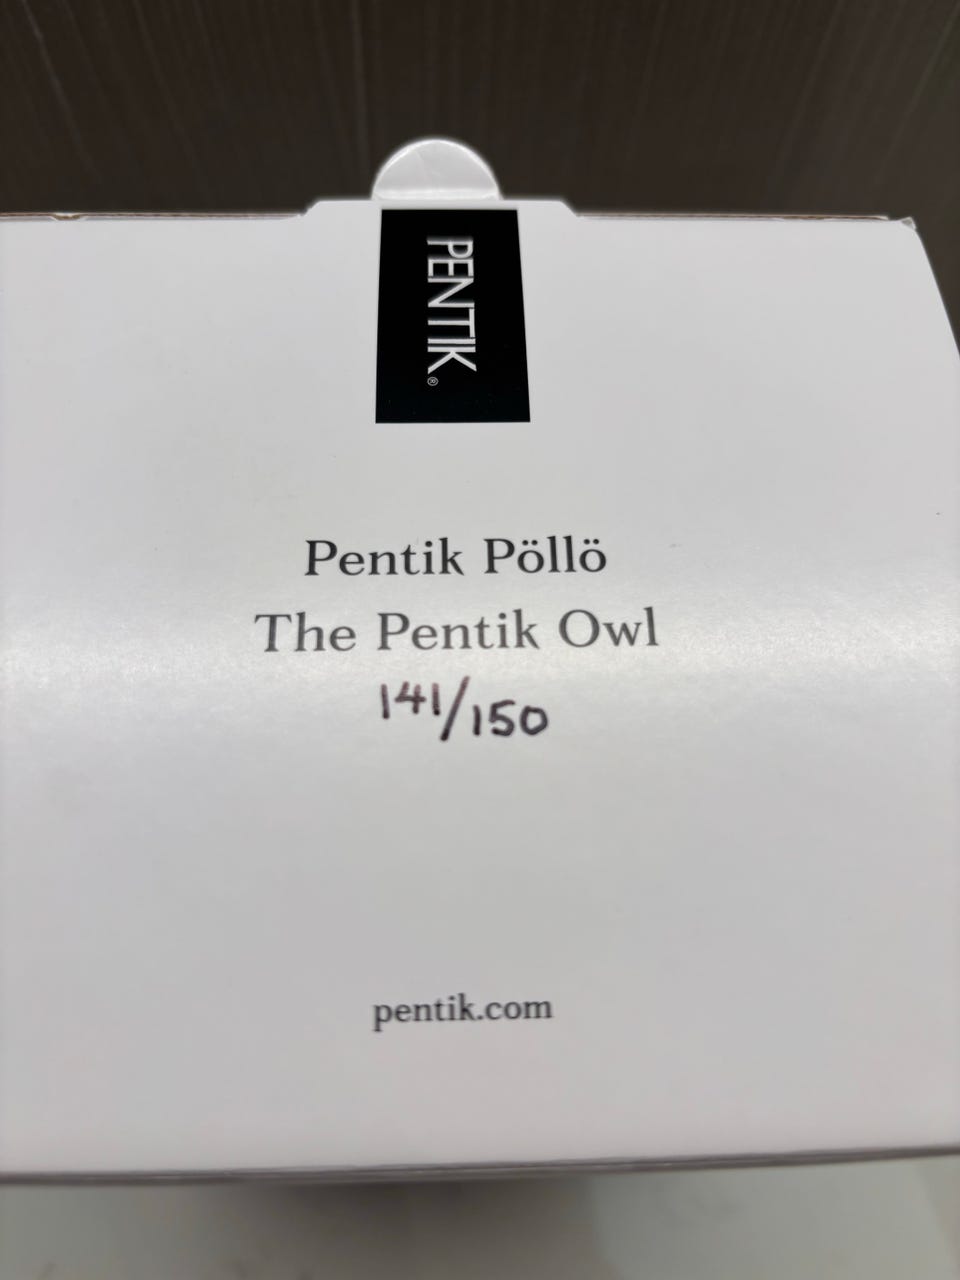 PENTIK®
Pentik Pöllö
The Pentik Owl
141/150
pentik.com